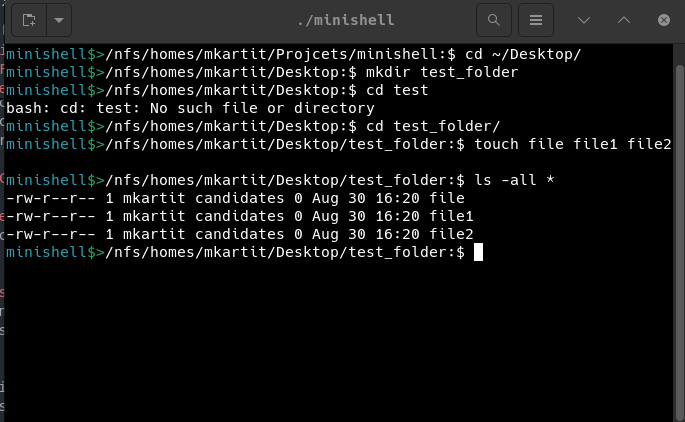 ./minishell
minishell$>/nfs/homes/mkartit/Projcets/minishell:$ cd ~/Desktop/
minishell$>/nfs/homes/mkartit/Desktop:$ mkdir test_folder
minishell$>/nfs/homes/mkartit/Desktop:$ cd test
bash: cd: test: No such file or directory
minishell$>/nfs/homes/mkartit/Desktop:$ cd test_folder/
minishell$>/nfs/homes/mkartit/Desktop/test_folder:$ touch file file1 file2
minishell$>/nfs/homes/mkartit/Desktop/test_folder:$ ls -all *
-rw-r--r-- 1 mkartit candidates 0 Aug 30 16:20 file
-rw-r--r-- 1 mkartit candidates 0 Aug 30 16:20 file1
-rw-r--r-- 1 mkartit candidates 0 Aug 30 16:20 file2
minishell$>/nfs/homes/mkartit/Desktop/test_folder:$